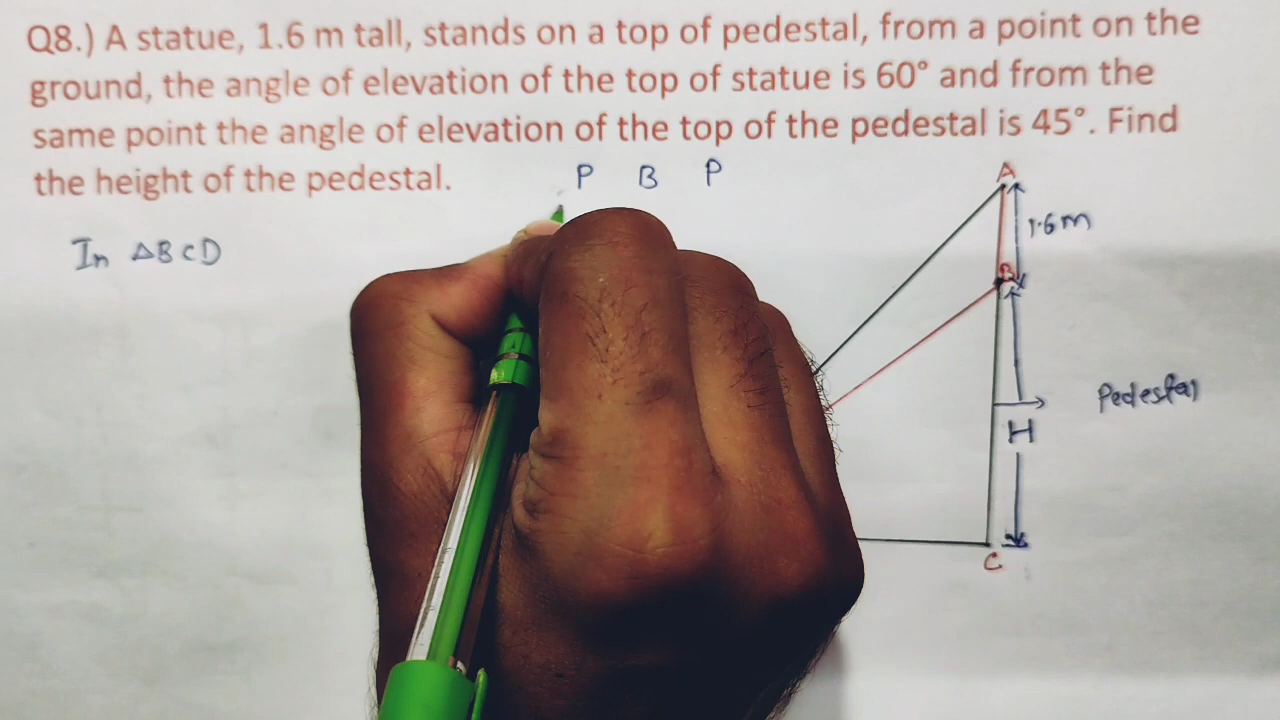 Q8.) A statue, 1.6 m tall, stands on a top of pedestal, from a point on the
ground, the angle of elevation of the top of statue is 60° and from the
same point the angle of elevation of the top of the pedestal is 45°. Find
the height of the pedestal.
P B P
A
1.6m
In ΔBCD
B
Pedestal
H
C